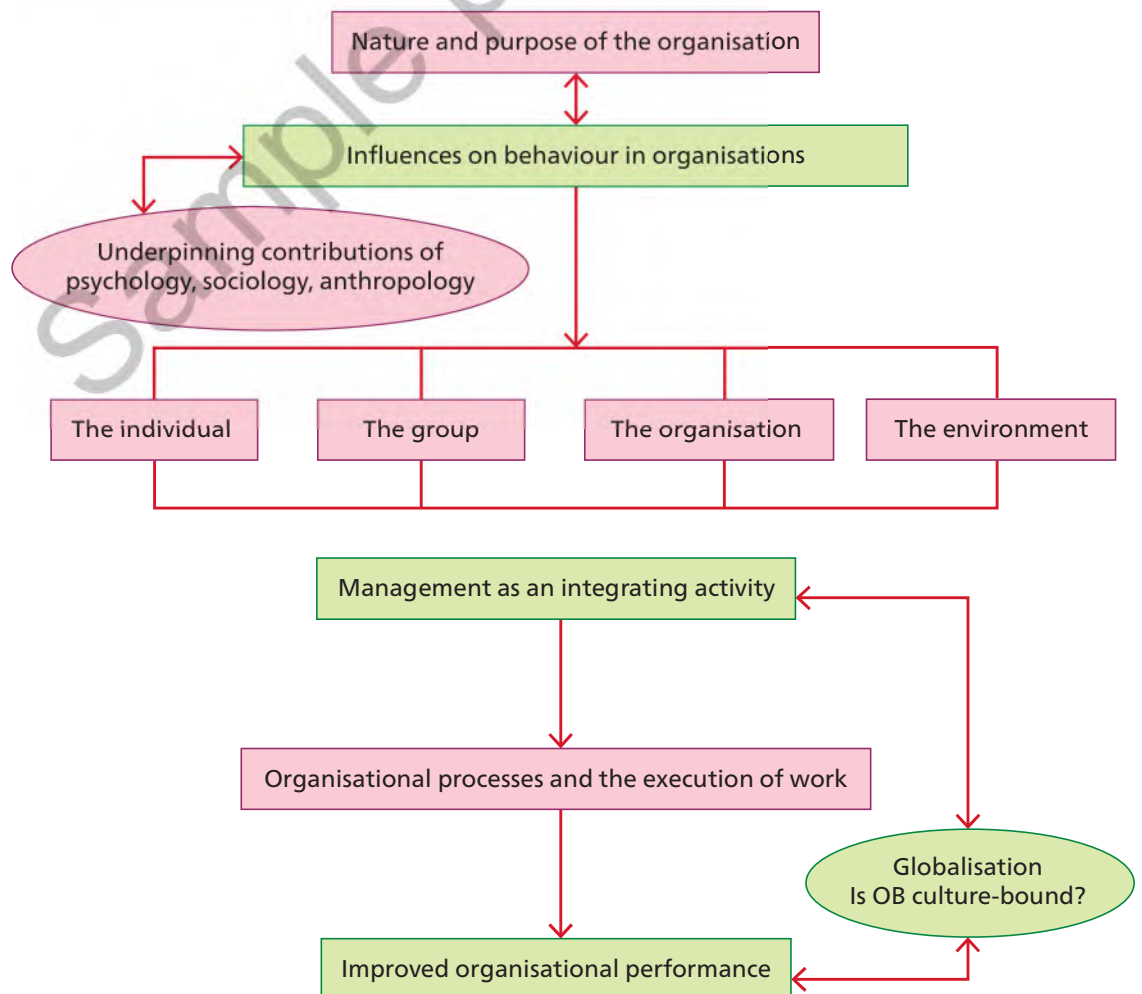 Nature and purpose of the organisation
Influences on behaviour in organisations
Underpinning contributions of
psychology, sociology, anthropology
The individual
The group
The organisation
The environment
Management as an integrating activity
Organisational processes and the execution of work
Globalisation
Is OB culture-bound?
Improved organisational performance
Sample p